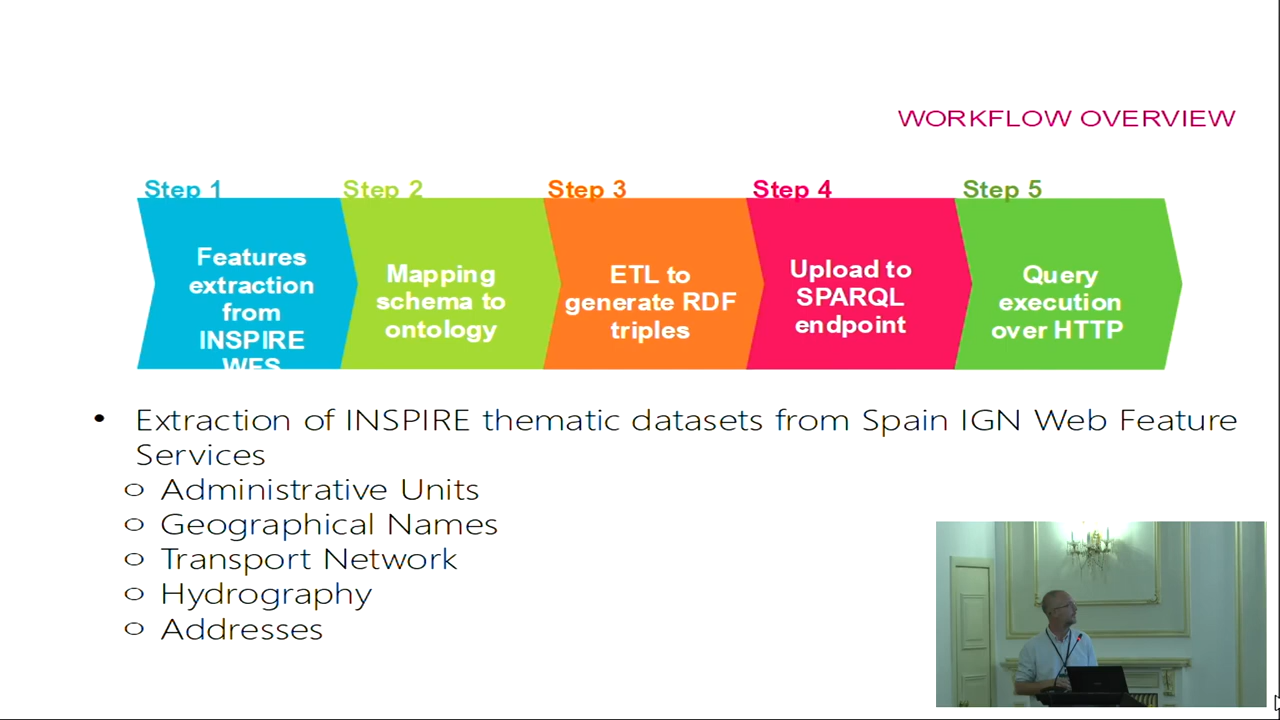 WORKFLOW OVERVIEW
Step 1
Step 2
Step 3
Step 4
Step 5
Features
extraction
from
INSPIRE
WFS
Mapping
schema to
ontology
ETL to
generate RDF
triples
Upload to
SPARQL
endpoint
Query
execution
over HTTP
• Extraction of INSPIRE thematic datasets from Spain IGN Web Feature
Services
o Administrative Units
o Geographical Names
o Transport Network
o Hydrography
o Addresses